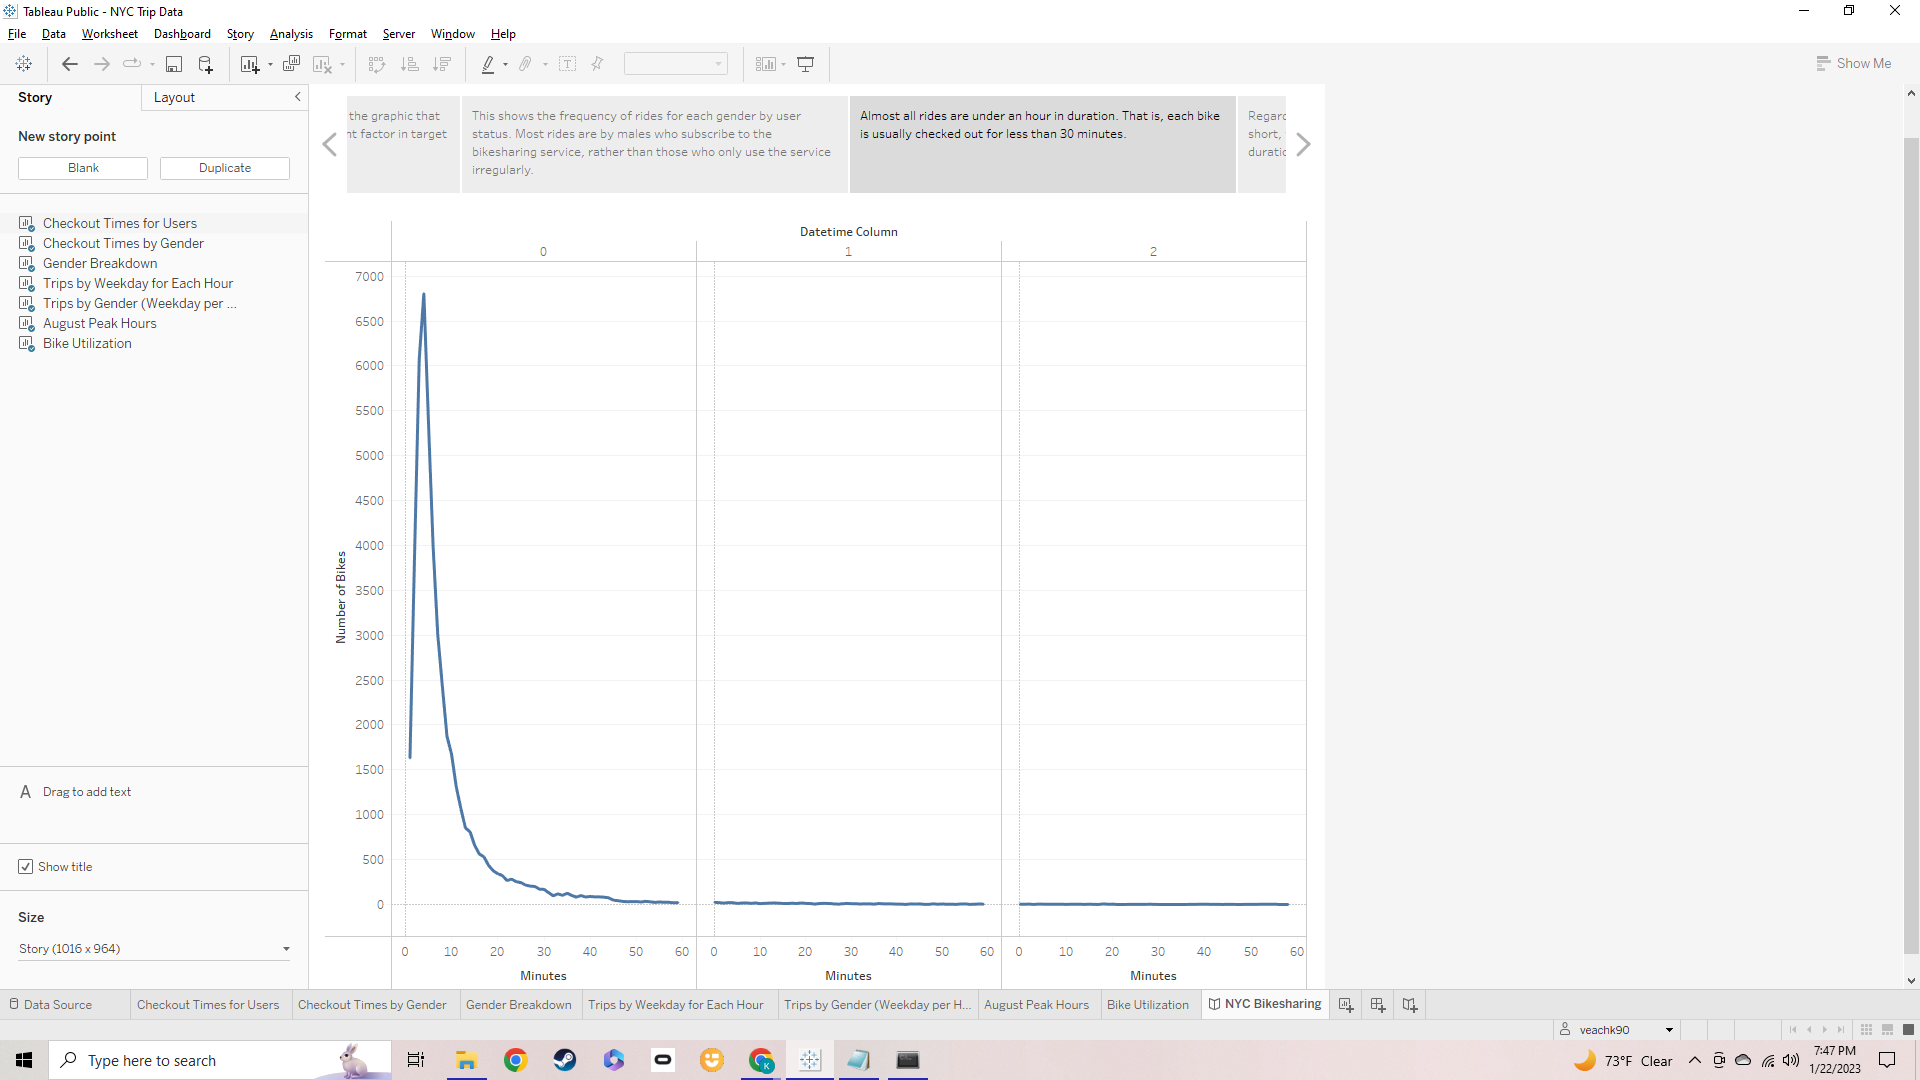 Tableau Public - NYC Trip Data
File Data Worksheet Dashboard Story Analysis Format Server Window Help
Show Me
Story Layout
New story point
Blank Duplicate
Checkout Times for Users
Checkout Times by Gender
Gender Breakdown
Trips by Weekday for Each Hour
Trips by Gender (Weekday per ...
August Peak Hours
Bike Utilization
A Drag to add text
Show title
Size
Story (1016 x 964)
the graphic that
nt factor in target
This shows the frequency of rides for each gender by user
status. Most rides are by males who subscribe to the
bikesharing service, rather than those who only use the service
irregularly.
Almost all rides are under an hour in duration. That is, each bike
is usually checked out for less than 30 minutes.
Regard
short,
duratic
Datetime Column
0 1 2
7000
6500
6000
5500
5000
4500
4000
3500
3000
2500
2000
1500
1000
500
0
Number of Bikes
0 10 20 30 40 50 60 0 10 20 30 40 50 60 0 10 20 30 40 50 60
Minutes Minutes Minutes
Data Source Checkout Times for Users Checkout Times by Gender Gender Breakdown Trips by Weekday for Each Hour Trips by Gender (Weekday per H... August Peak Hours Bike Utilization NYC Bikesharing
veachk90
Type here to search
K
73°F Clear
7:47 PM
1/22/2023